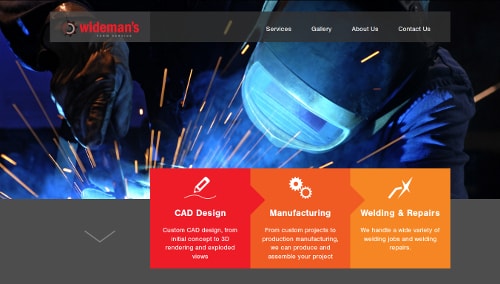 wideman's
FARM SERVICE
Services Gallery About Us Contact Us
CAD Design
Custom CAD design, from
initial concept to 3D
rendering and exploded
views
Manufacturing
From custom projects to
production manufacturing,
we can produce and
assemble your project
Welding & Repairs
We handle a wide variety of
welding jobs and welding
repairs.